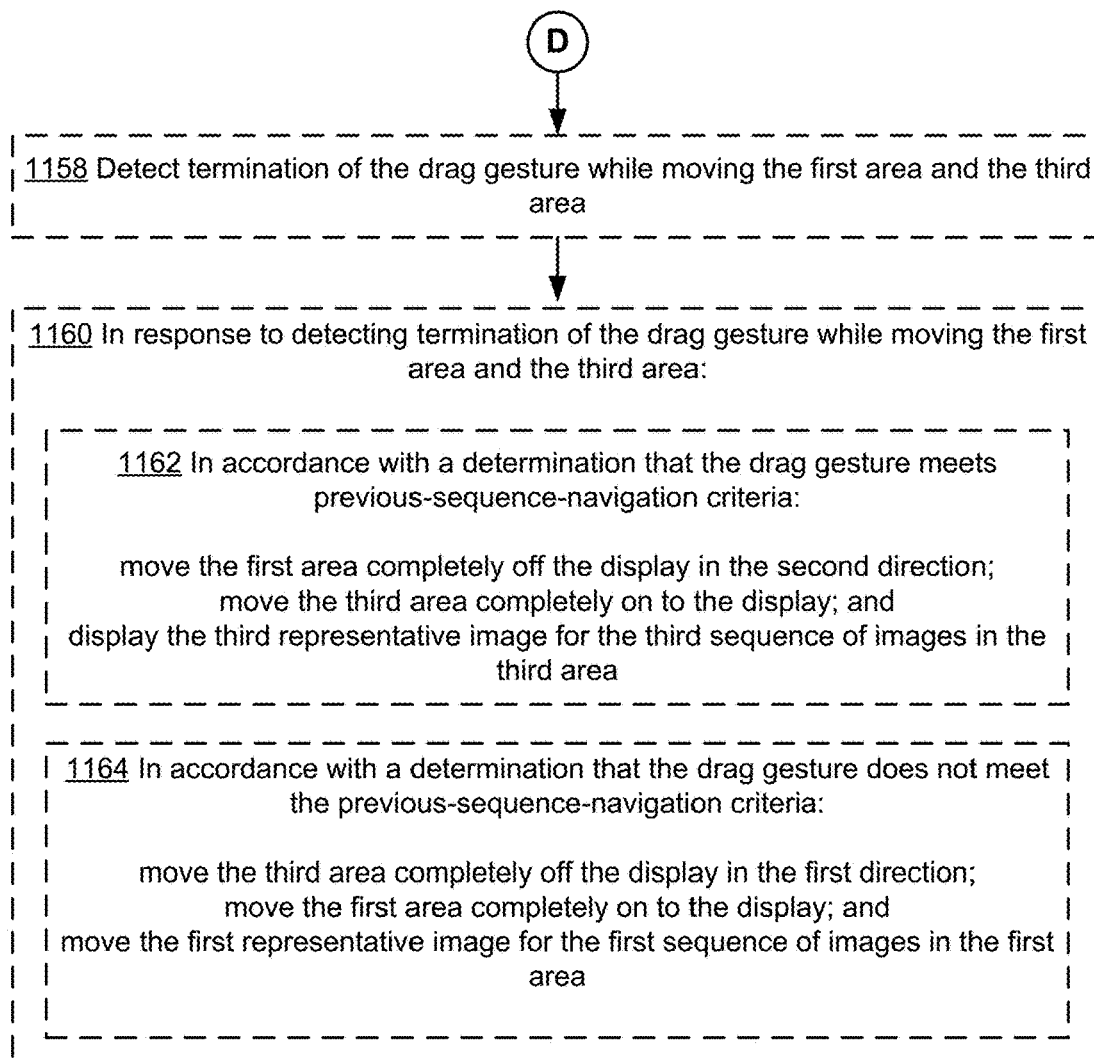 D
1158 Detect termination of the drag gesture while moving the first area and the third
area
1160 In response to detecting termination of the drag gesture while moving the first
area and the third area:
1162 In accordance with a determination that the drag gesture meets
previous-sequence-navigation criteria:
move the first area completely off the display in the second direction;
move the third area completely on to the display; and
display the third representative image for the third sequence of images in the
third area
1164 In accordance with a determination that the drag gesture does not meet
the previous-sequence-navigation criteria:
move the third area completely off the display in the first direction;
move the first area completely on to the display; and
move the first representative image for the first sequence of images in the first
area